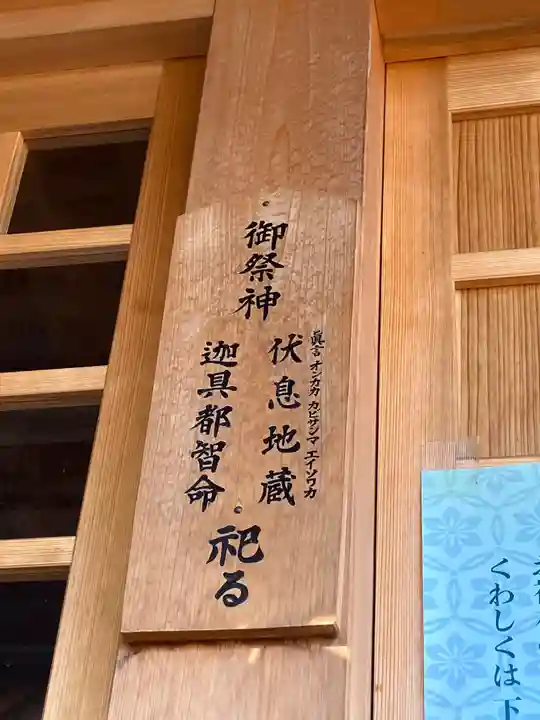 御祭神
眞言 オンカカ カビサンマ エイソワカ
伏息地蔵
迦具都智命
祀る
くわしくは下